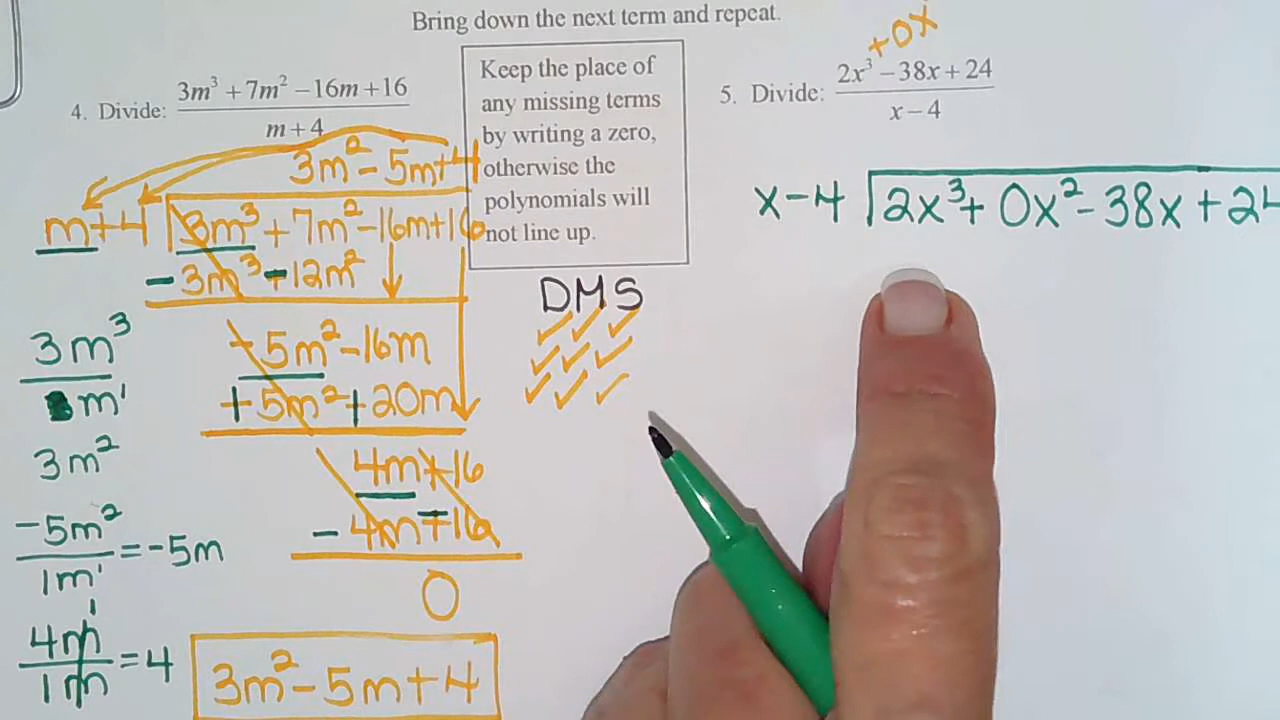 Bring down the next term and repeat.
4. Divide: 3m³ + 7m² − 16m + 16
m + 4
3m² - 5m + 4
m + 4 3m³ + 7m² - 16m + 16
- 3m³ - 12m²
-5m² - 16m
+ 5m² + 20m
4m + 16
- 4m - 16
0
3m² - 5m + 4
3m³
m¹
3m²
-5m²
1m¹ = -5m
4m¹
1m = 4
Keep the place of
any missing terms
by writing a zero,
otherwise the
polynomials will
not line up.
DMS
+0x
5. Divide: 2x³ − 38x + 24
x − 4
x - 4 2x³ + 0x² - 38x + 24